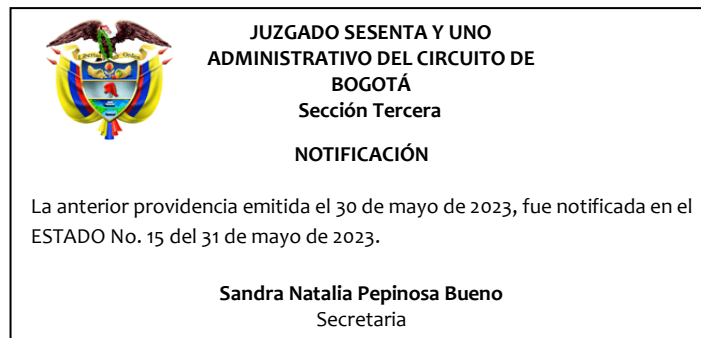 JUZGADO SESENTA Y UNO
ADMINISTRATIVO DEL CIRCUITO DE
BOGOTÁ
Sección Tercera
NOTIFICACIÓN
La anterior providencia emitida el 30 de mayo de 2023, fue notificada en el
ESTADO No. 15 del 31 de mayo de 2023.
Sandra Natalia Pepinosa Bueno
Secretaria